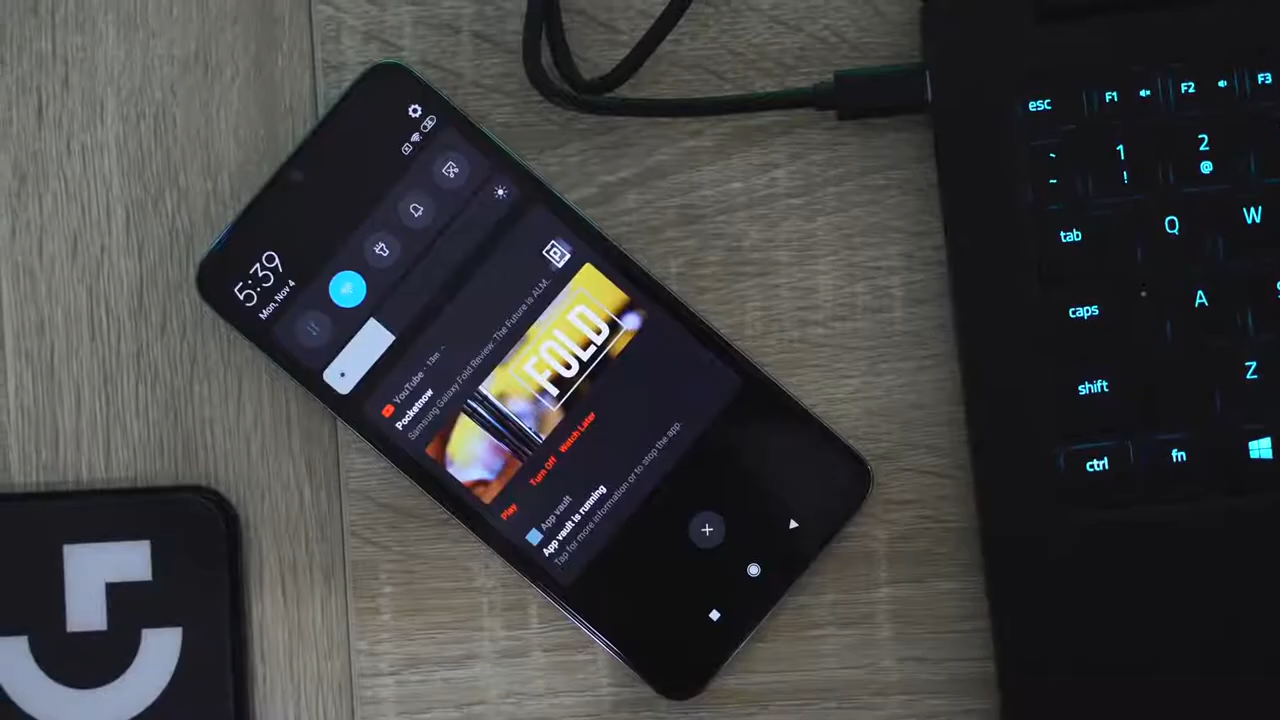 5:39
Mon, Nov 4
YouTube · 13m
Pocketnow
Samsung Galaxy Fold Review: The Future is ALM..
FOLD
Play
Turn Off
Watch Later
App vault
App vault is running
Tap for more information or to stop the app.
esc
F1
F2
F3
` 1 2
~ ! @
tab
Q
W
caps
A
shift
Z
ctrl
fn